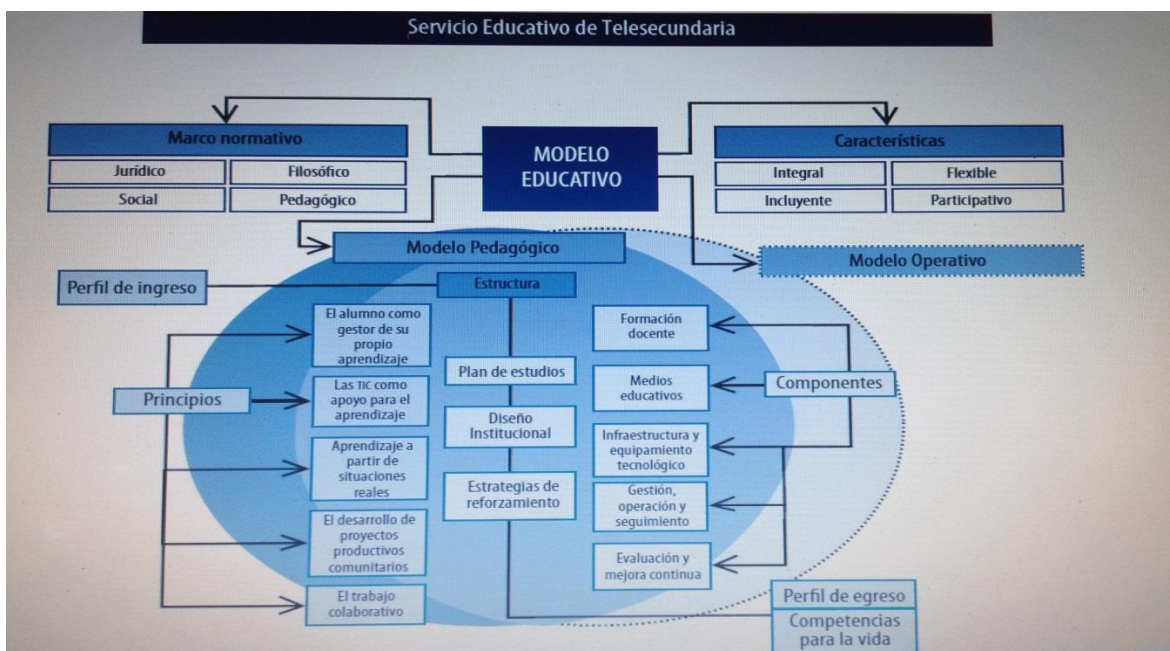 Servicio Educativo de Telesecundaria
Marco normativo
Jurídico
Filosófico
Social
Pedagógico
MODELO
EDUCATIVO
Características
Integral
Flexible
Incluyente
Participativo
Modelo Pedagógico
Modelo Operativo
Perfil de ingreso
Estructura
Principios
El alumno como
gestor de su
propio
aprendizaje
Las TIC como
apoyo para el
aprendizaje
Aprendizaje a
partir de
situaciones
reales
El desarrollo de
proyectos
productivos
comunitarios
El trabajo
colaborativo
Plan de estudios
Diseño
Institucional
Estrategias de
reforzamiento
Formación
docente
Medios
educativos
Infraestructura y
equipamiento
tecnológico
Gestión,
operación y
seguimiento
Evaluación y
mejora continua
Componentes
Perfil de egreso
Competencias
para la vida